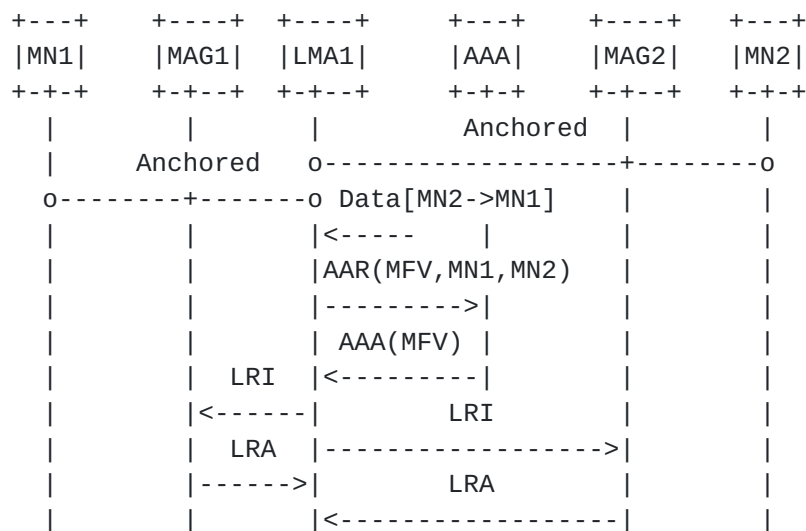 +---+    +----+  +----+     +---+     +----+   +---+
|MN1|    |MAG1|  |LMA1|     |AAA|     |MAG2|   |MN2|
+-+-+    +-+--+  +-+--+     +-+-+     +-+--+   +-+-+
  |        |       |         Anchored  |        |
  |     Anchored   o-------------------+--------o
  o--------+-------o Data[MN2->MN1]    |        |
  |        |       |<-----    |        |        |
  |        |       |AAR(MFV,MN1,MN2)   |        |
  |        |       |--------->|        |        |
  |        |       | AAA(MFV) |        |        |
  |        |  LRI  |<---------|        |        |
  |        |<------|        LRI        |        |
  |        |  LRA  |------------------>|        |
  |        |------>|        LRA        |        |
  |        |       |<------------------|        |